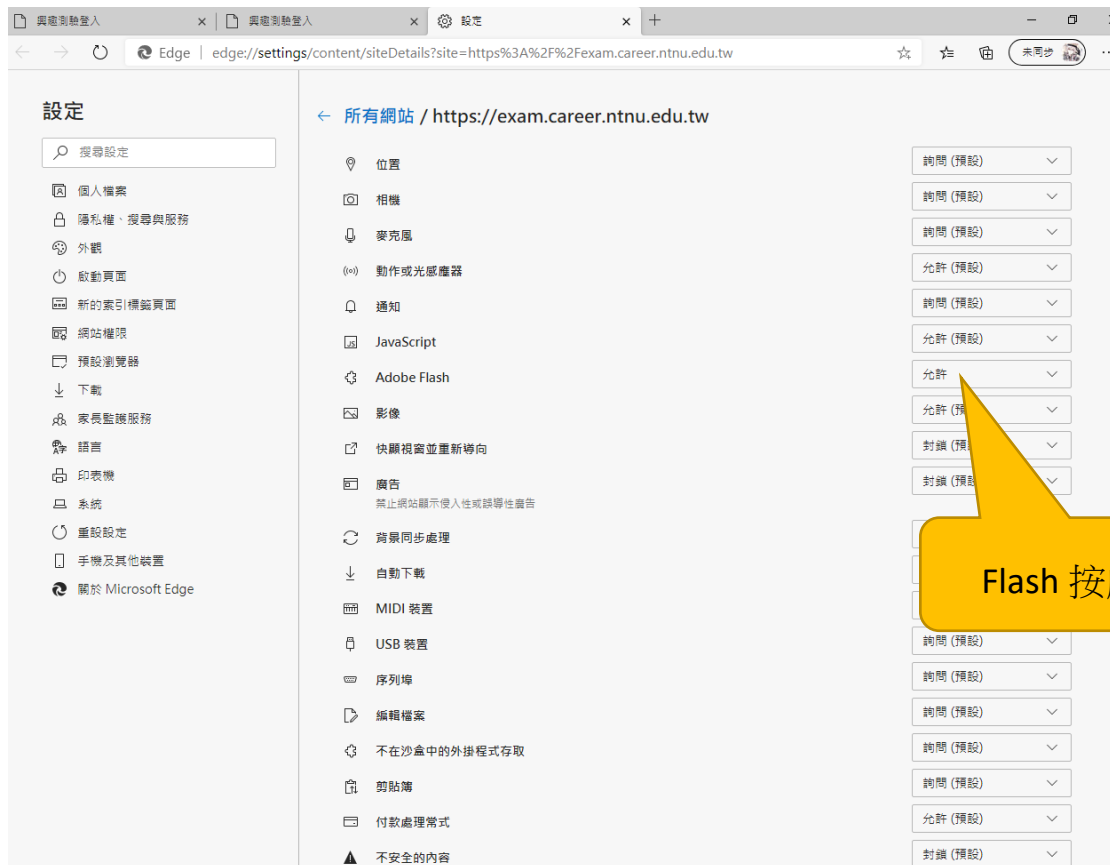 興趣測驗登入
興趣測驗登入
設定
Edge
edge://settings/content/siteDetails?site=https%3A%2F%2Fexam.career.ntnu.edu.tw
未同步
設定
搜尋設定
個人檔案
隱私權、搜尋與服務
外觀
啟動頁面
新的索引標籤頁面
網站權限
預設瀏覽器
下載
家長監護服務
語言
印表機
系統
重設設定
手機及其他裝置
關於 Microsoft Edge
← 所有網站 / https://exam.career.ntnu.edu.tw
位置 詢問 (預設)
相機 詢問 (預設)
麥克風 詢問 (預設)
動作或光感應器 允許 (預設)
通知 詢問 (預設)
JavaScript 允許 (預設)
Adobe Flash 允許
影像 允許 (預
快顯視窗並重新導向 封鎖 (預
廣告 封鎖 (預設
禁止網站顯示侵入性或誤導性廣告
背景同步處理
自動下載
MIDI 裝置
USB 裝置 詢問 (預設)
序列埠 詢問 (預設)
編輯檔案 詢問 (預設)
不在沙盒中的外掛程式存取 詢問 (預設)
剪貼簿 詢問 (預設)
付款處理常式 允許 (預設)
不安全的內容 封鎖 (預設)
Flash 按